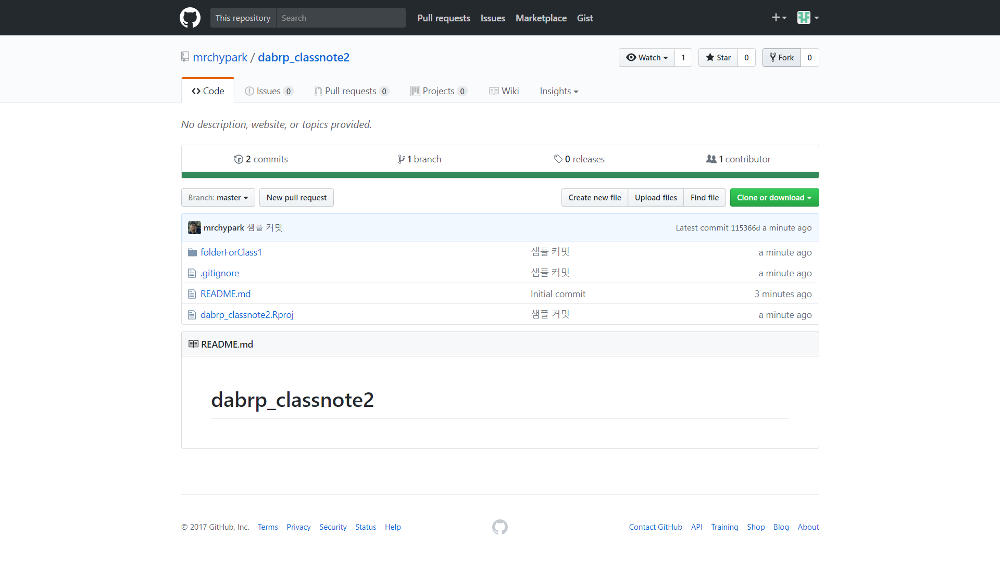 This repository Search Pull requests Issues Marketplace Gist
mrchypark / dabrp_classnote2 Watch 1 Star 0 Fork 0
Code Issues 0 Pull requests 0 Projects 0 Wiki Insights
No description, website, or topics provided.
2 commits 1 branch 0 releases 1 contributor
Branch: master New pull request Create new file Upload files Find file Clone or download
mrchypark 샘플 커밋 Latest commit 115366d a minute ago
folderForClass1 샘플 커밋 a minute ago
.gitignore 샘플 커밋 a minute ago
README.md Initial commit 3 minutes ago
dabrp_classnote2.Rproj 샘플 커밋 a minute ago
README.md
dabrp_classnote2
© 2017 GitHub, Inc. Terms Privacy Security Status Help Contact GitHub API Training Shop Blog About